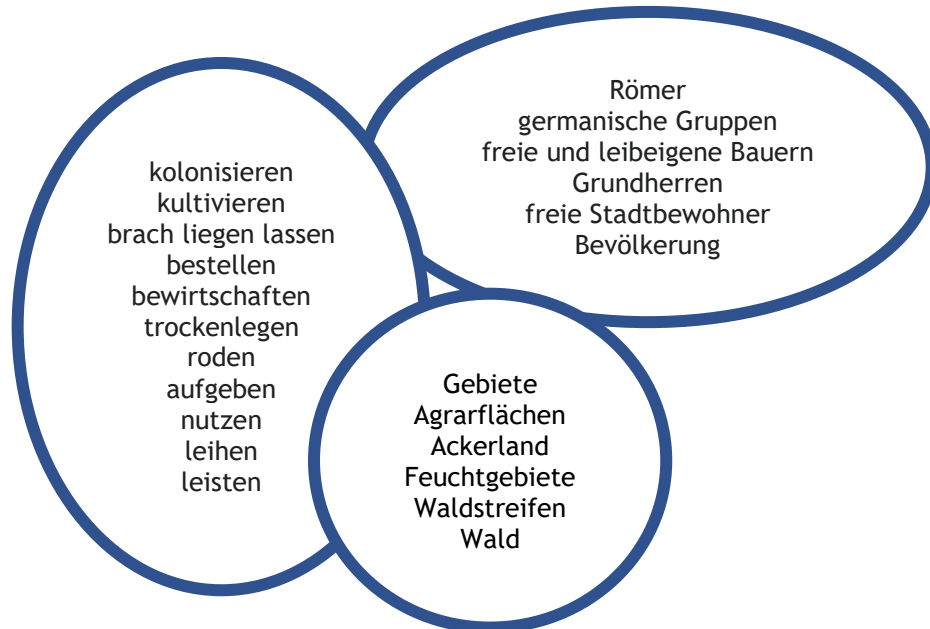 kolonisieren
kultivieren
brach liegen lassen
bestellen
bewirtschaften
trockenlegen
roden
aufgeben
nutzen
leihen
leisten
Römer
germanische Gruppen
freie und leibeigene Bauern
Grundherren
freie Stadtbewohner
Bevölkerung
Gebiete
Agrarflächen
Ackerland
Feuchtgebiete
Waldstreifen
Wald